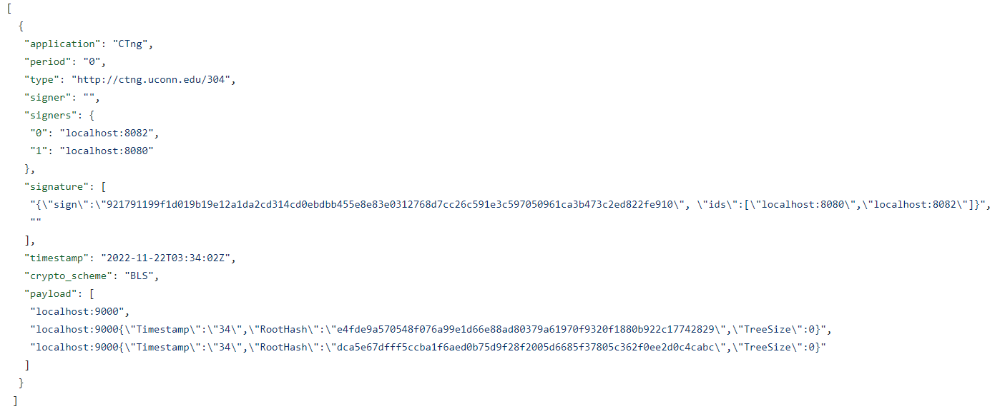 [
{
"application": "CTng",
"period": "0",
"type": "http://ctng.uconn.edu/304",
"signer": "",
"signers": {
"0": "localhost:8082",
"1": "localhost:8080"
},
"signature": [
"{\"sign\":\"921791199f1d019b19e12a1da2cd314cd0ebdbb455e8e83e0312768d7cc26c591e3c597050961ca3b473c2ed822fe910\", \"ids\":[\"localhost:8080\",\"localhost:8082\"]}",
""
],
"timestamp": "2022-11-22T03:34:02Z",
"crypto_scheme": "BLS",
"payload": [
"localhost:9000",
"localhost:9000{\"Timestamp\":\"34\",\"RootHash\":\"e4fde9a570548f076a99e1d66e88ad80379a61970f9320f1880b922c17742829\",\"TreeSize\":0}",
"localhost:9000{\"Timestamp\":\"34\",\"RootHash\":\"dca5e67dfff5ccba1f6aed0b75d9f28f2005d6685f37805c362f0ee2d0c4cabc\",\"TreeSize\":0}"
]
}
]